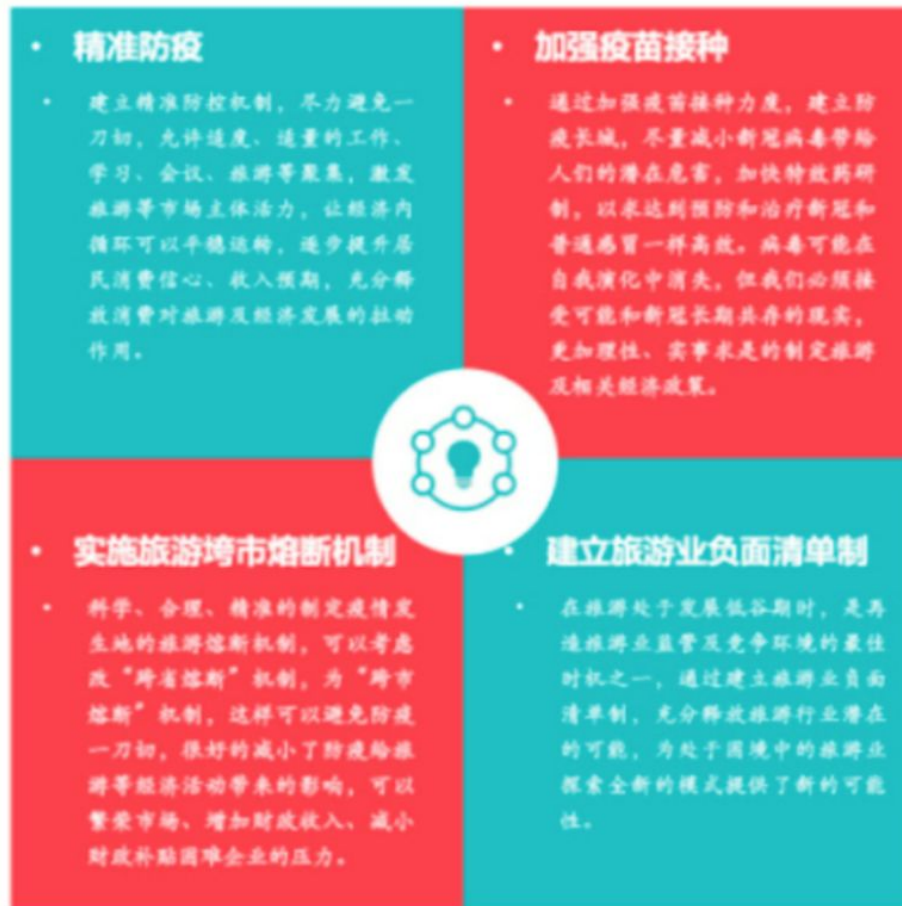 精准防疫
建立精准防控机制，尽力避免一
刀切，允许适度、适量的工作、
学习、会议、旅游等聚集，激发
旅游等市场主体活力，让经济内
循环可以平稳运转，逐步提升居
民消费信心、收入预期，充分释
放消费对旅游及经济发展的拉动
作用。
加强疫苗接种
通过加强疫苗接种力度，建立防
疫长城，尽量减小新冠病毒带给
人们的潜在危害，加快特效药研
制，以求达到预防和治疗新冠和
普通感冒一样高效。病毒可能在
自我演化中消失，但我们必须接
受可能和新冠长期共存的现实，
更加理性、实事求是的制定旅游
及相关经济政策。
实施旅游垮市熔断机制
科学、合理、精准的制定疫情发
生地的旅游熔断机制，可以考虑
改“跨省熔断”机制，为“跨市
熔断”机制，这样可以避免防疫
一刀切，很好的减小了防疫给旅
游等经济活动带来的影响，可以
繁荣市场、增加财政收入、减小
财政补贴困难企业的压力。
建立旅游业负面清单制
在旅游处于发展低谷期时，是再
造旅游业监管及竞争环境的最佳
时机之一，通过建立旅游业负面
清单制，充分释放旅游行业潜在
的可能，为处于困境中的旅游业
探索全新的模式提供了新的可能
性。